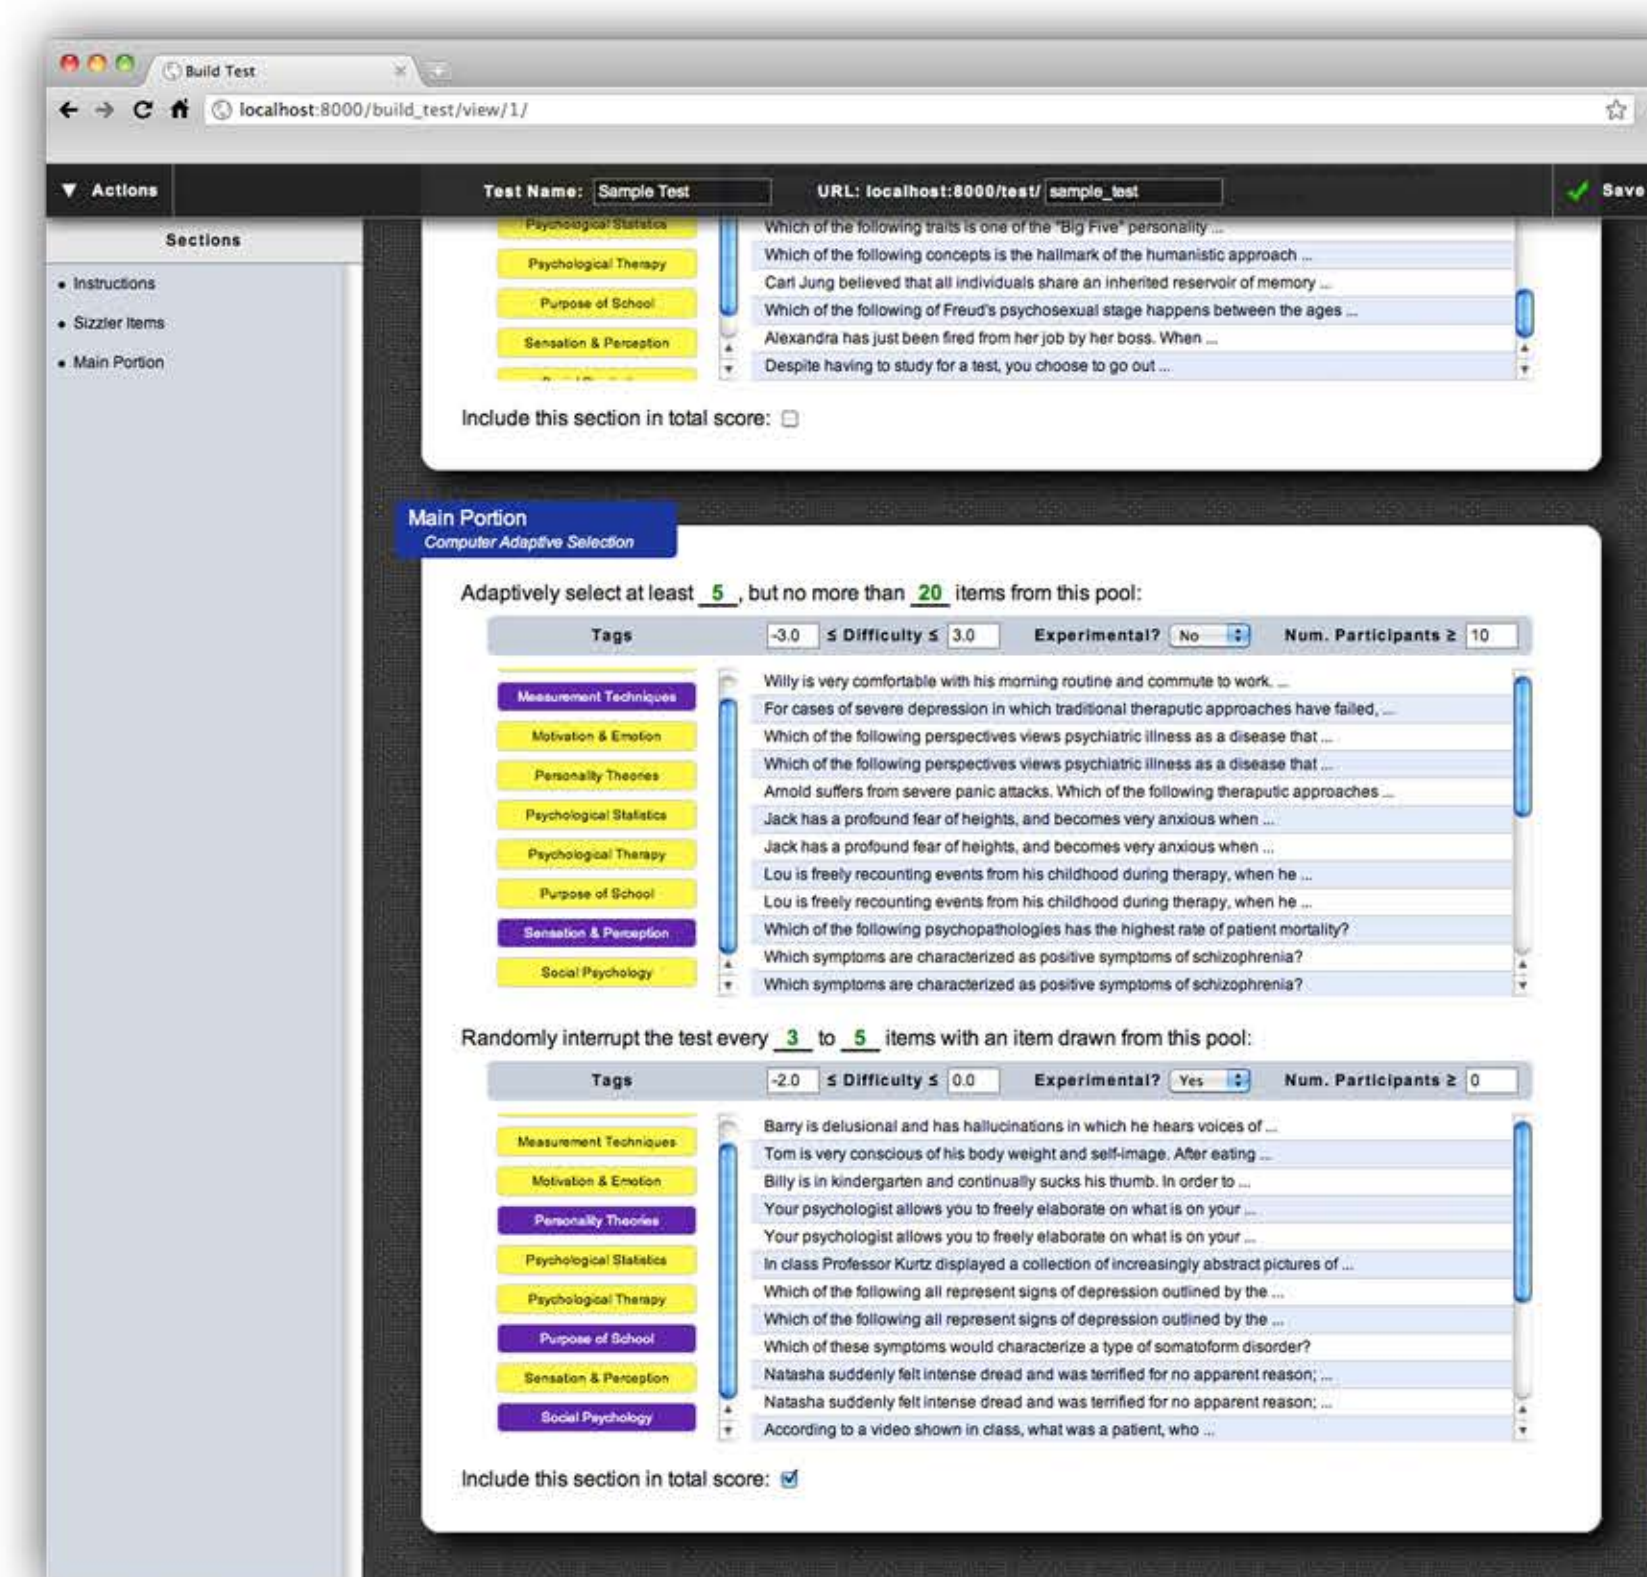 Build Test
localhost:8000/build_test/view/1/
Actions
Test Name: Sample Test
URL: localhost:8000/test/ sample_test
Save
Sections
• Instructions
• Sizzler Items
• Main Portion
Psychological Statistics
Psychological Therapy
Purpose of School
Sensation & Perception
Which of the following traits is one of the "Big Five" personality ...
Which of the following concepts is the hallmark of the humanistic approach ...
Carl Jung believed that all individuals share an inherited reservoir of memory ...
Which of the following of Freud's psychosexual stage happens between the ages ...
Alexandra has just been fired from her job by her boss. When ...
Despite having to study for a test, you choose to go out ...
Include this section in total score:
Main Portion
Computer Adaptive Selection
Adaptively select at least 5 , but no more than 20 items from this pool:
Tags
-3.0 ≤ Difficulty ≤ 3.0
Experimental? No
Num. Participants ≥ 10
Measurement Techniques
Motivation & Emotion
Personality Theories
Psychological Statistics
Psychological Therapy
Purpose of School
Sensation & Perception
Social Psychology
Willy is very comfortable with his morning routine and commute to work. ...
For cases of severe depression in which traditional theraputic approaches have failed, ...
Which of the following perspectives views psychiatric illness as a disease that ...
Which of the following perspectives views psychiatric illness as a disease that ...
Arnold suffers from severe panic attacks. Which of the following theraputic approaches ...
Jack has a profound fear of heights, and becomes very anxious when ...
Jack has a profound fear of heights, and becomes very anxious when ...
Lou is freely recounting events from his childhood during therapy, when he ...
Lou is freely recounting events from his childhood during therapy, when he ...
Which of the following psychopathologies has the highest rate of patient mortality?
Which symptoms are characterized as positive symptoms of schizophrenia?
Which symptoms are characterized as positive symptoms of schizophrenia?
Randomly interrupt the test every 3 to 5 items with an item drawn from this pool:
Tags
-2.0 ≤ Difficulty ≤ 0.0
Experimental? Yes
Num. Participants ≥ 0
Measurement Techniques
Motivation & Emotion
Personality Theories
Psychological Statistics
Psychological Therapy
Purpose of School
Sensation & Perception
Social Psychology
Barry is delusional and has hallucinations in which he hears voices of ...
Tom is very conscious of his body weight and self-image. After eating ...
Billy is in kindergarten and continually sucks his thumb. In order to ...
Your psychologist allows you to freely elaborate on what is on your ...
Your psychologist allows you to freely elaborate on what is on your ...
In class Professor Kurtz displayed a collection of increasingly abstract pictures of ...
Which of the following all represent signs of depression outlined by the ...
Which of the following all represent signs of depression outlined by the ...
Which of these symptoms would characterize a type of somatoform disorder?
Natasha suddenly felt intense dread and was terrified for no apparent reason; ...
Natasha suddenly felt intense dread and was terrified for no apparent reason; ...
According to a video shown in class, what was a patient, who ...
Include this section in total score: